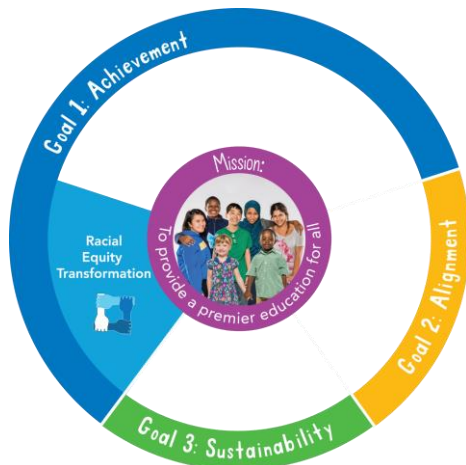 Goal 1: Achievement
Mission:
To provide a premier education for all
Racial
Equity
Transformation
Goal 2: Alignment
Goal 3: Sustainability